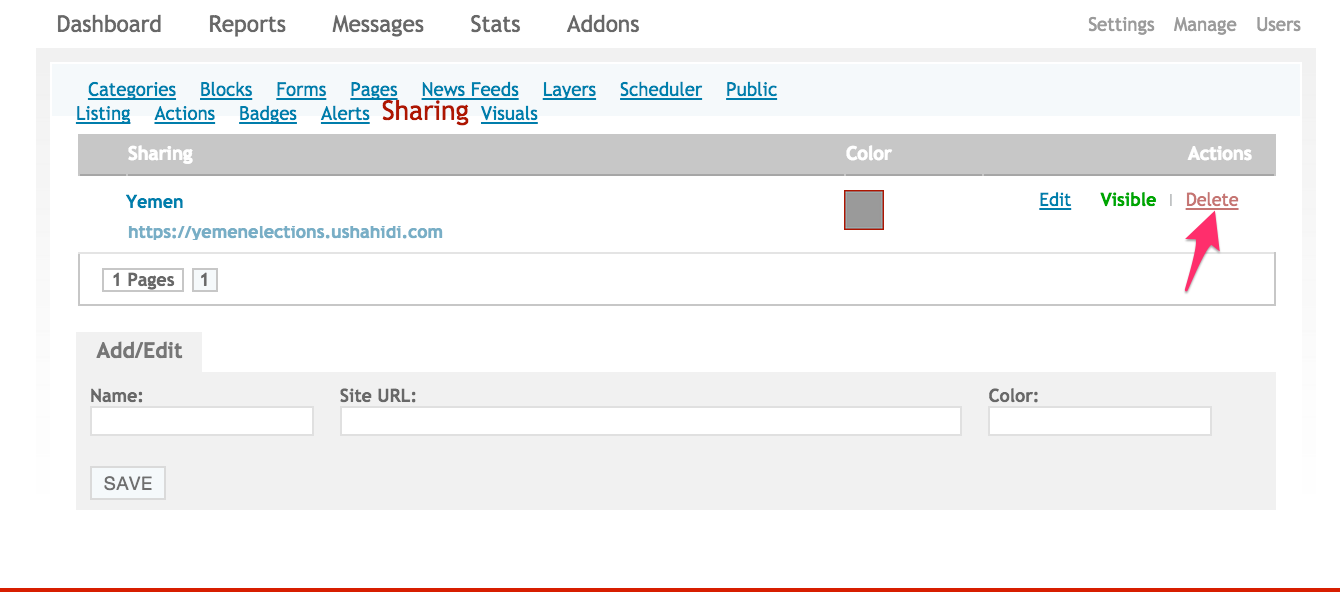 Dashboard Reports Messages Stats Addons Settings Manage Users
Categories Blocks Forms Pages News Feeds Layers Scheduler Public
Listing Actions Badges Alerts Sharing Visuals
Sharing Color Actions
Yemen Edit Visible | Delete
https://yemenelections.ushahidi.com
1 Pages 1
Add/Edit
Name: Site URL: Color:
SAVE